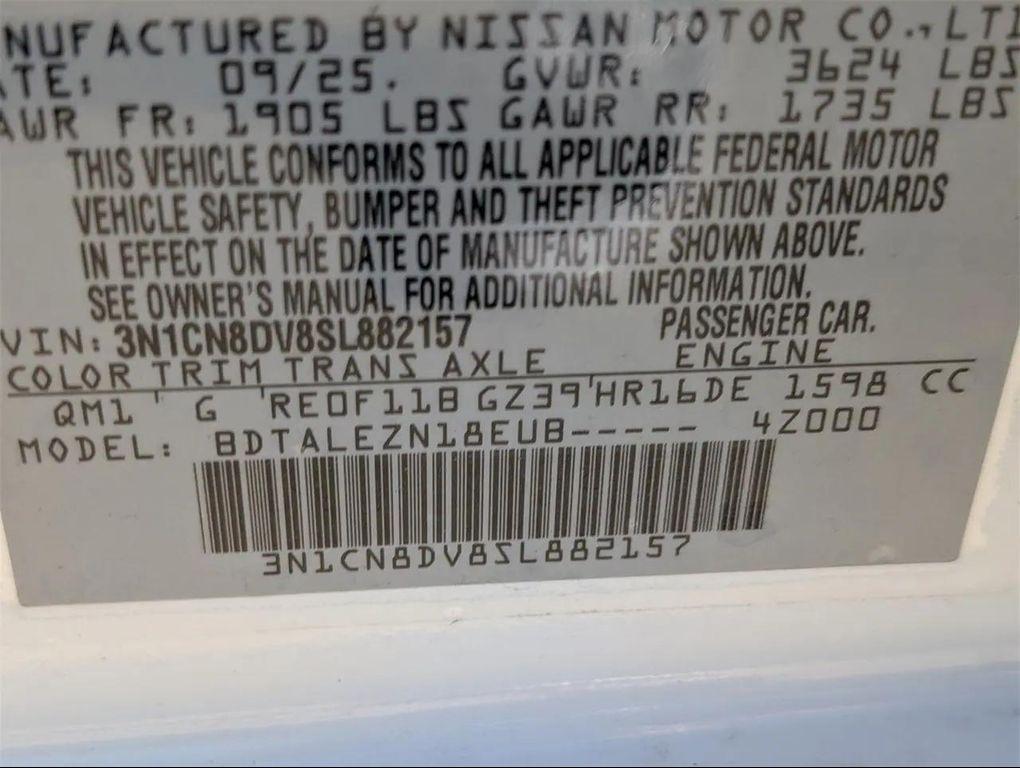 NUFACTURED BY NISSAN MOTOR CO., LT
ATE: 09/25. GVWR: 3624 LBS
AWR FR: 1905 LBS GAWR RR: 1735 LBS
THIS VEHICLE CONFORMS TO ALL APPLICABLE FEDERAL MOTOR
VEHICLE SAFETY, BUMPER AND THEFT PREVENTION STANDARDS
IN EFFECT ON THE DATE OF MANUFACTURE SHOWN ABOVE.
SEE OWNER'S MANUAL FOR ADDITIONAL INFORMATION.
VIN: 3N1CN8DV8SL882157 PASSENGER CAR.
COLOR TRIM TRANS AXLE ENGINE
QM1 ' G 'RE0F11B GZ39'HR16DE 1598 CC
MODEL: BDTALEZN18EUB----- 4Z000
3N1CN8DV8SL882157